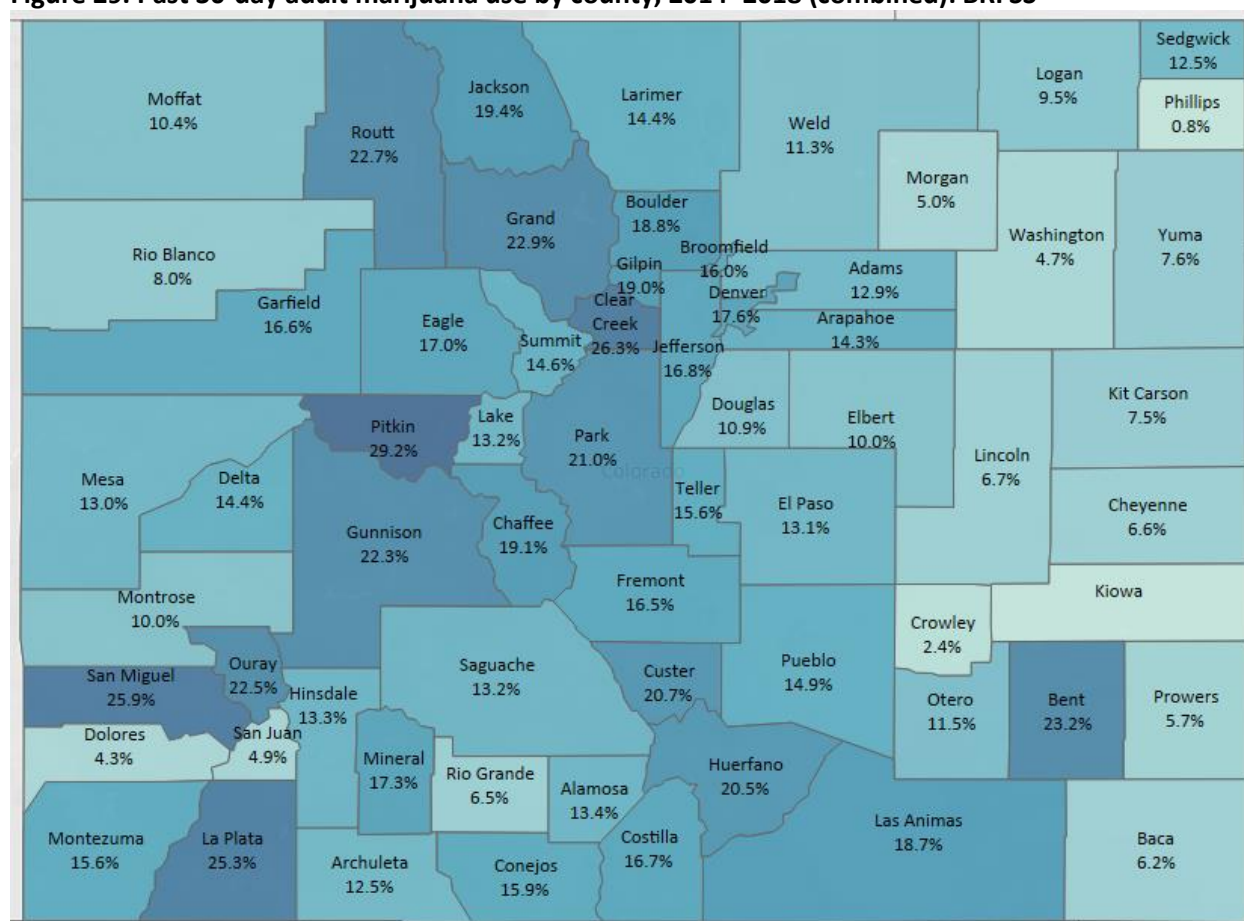 Figure 29. Past 30-day adult marijuana use by county, 2014-2018 (combined). BRFSS
Moffat
10.4%
Routt
22.7%
Jackson
19.4%
Larimer
14.4%
Weld
11.3%
Logan
9.5%
Sedgwick
12.5%
Phillips
0.8%
Morgan
5.0%
Washington
4.7%
Yuma
7.6%
Rio Blanco
8.0%
Grand
22.9%
Boulder
18.8%
Broomfield
16.0%
Gilpin
19.0%
Adams
12.9%
Denver
17.6%
Arapahoe
14.3%
Garfield
16.6%
Eagle
17.0%
Summit
14.6%
Clear
Creek
26.3%
Jefferson
16.8%
Douglas
10.9%
Elbert
10.0%
Kit Carson
7.5%
Lincoln
6.7%
Cheyenne
6.6%
Pitkin
29.2%
Lake
13.2%
Park
21.0%
Colorado
Teller
15.6%
El Paso
13.1%
Mesa
13.0%
Delta
14.4%
Gunnison
22.3%
Chaffee
19.1%
Fremont
16.5%
Kiowa
Crowley
2.4%
Montrose
10.0%
Ouray
22.5%
San Miguel
25.9%
Hinsdale
13.3%
Saguache
13.2%
Custer
20.7%
Pueblo
14.9%
Otero
11.5%
Bent
23.2%
Prowers
5.7%
Dolores
4.3%
San Juan
4.9%
Mineral
17.3%
Rio Grande
6.5%
Alamosa
13.4%
Huerfano
20.5%
Las Animas
18.7%
Baca
6.2%
Montezuma
15.6%
La Plata
25.3%
Archuleta
12.5%
Conejos
15.9%
Costilla
16.7%